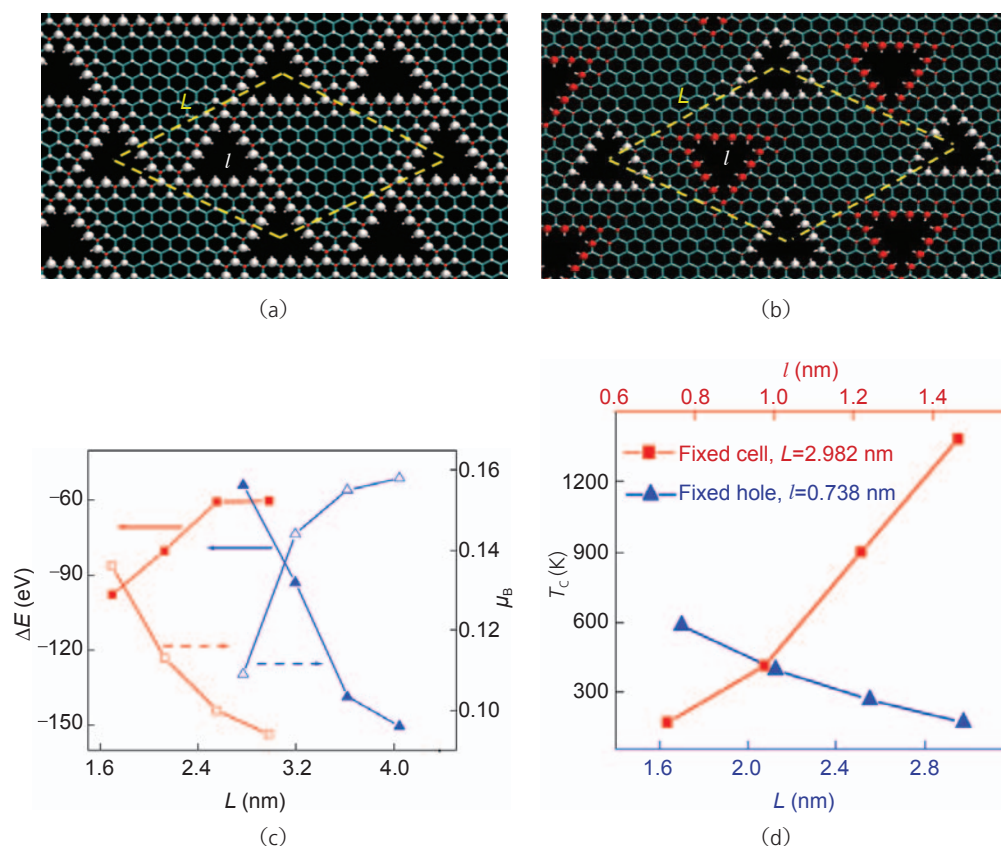 L
l
(a)
L
l
(b)
−60
−90
−120
−150
ΔE (eV)
0.16
0.14
0.12
0.10
μB
1.6 2.4 3.2 4.0
L (nm)
(c)
l (nm)
0.6 0.8 1.0 1.2 1.4
Fixed cell, L=2.982 nm
Fixed hole, l=0.738 nm
1200
900
600
300
TC (K)
1.6 2.0 2.4 2.8
L (nm)
(d)